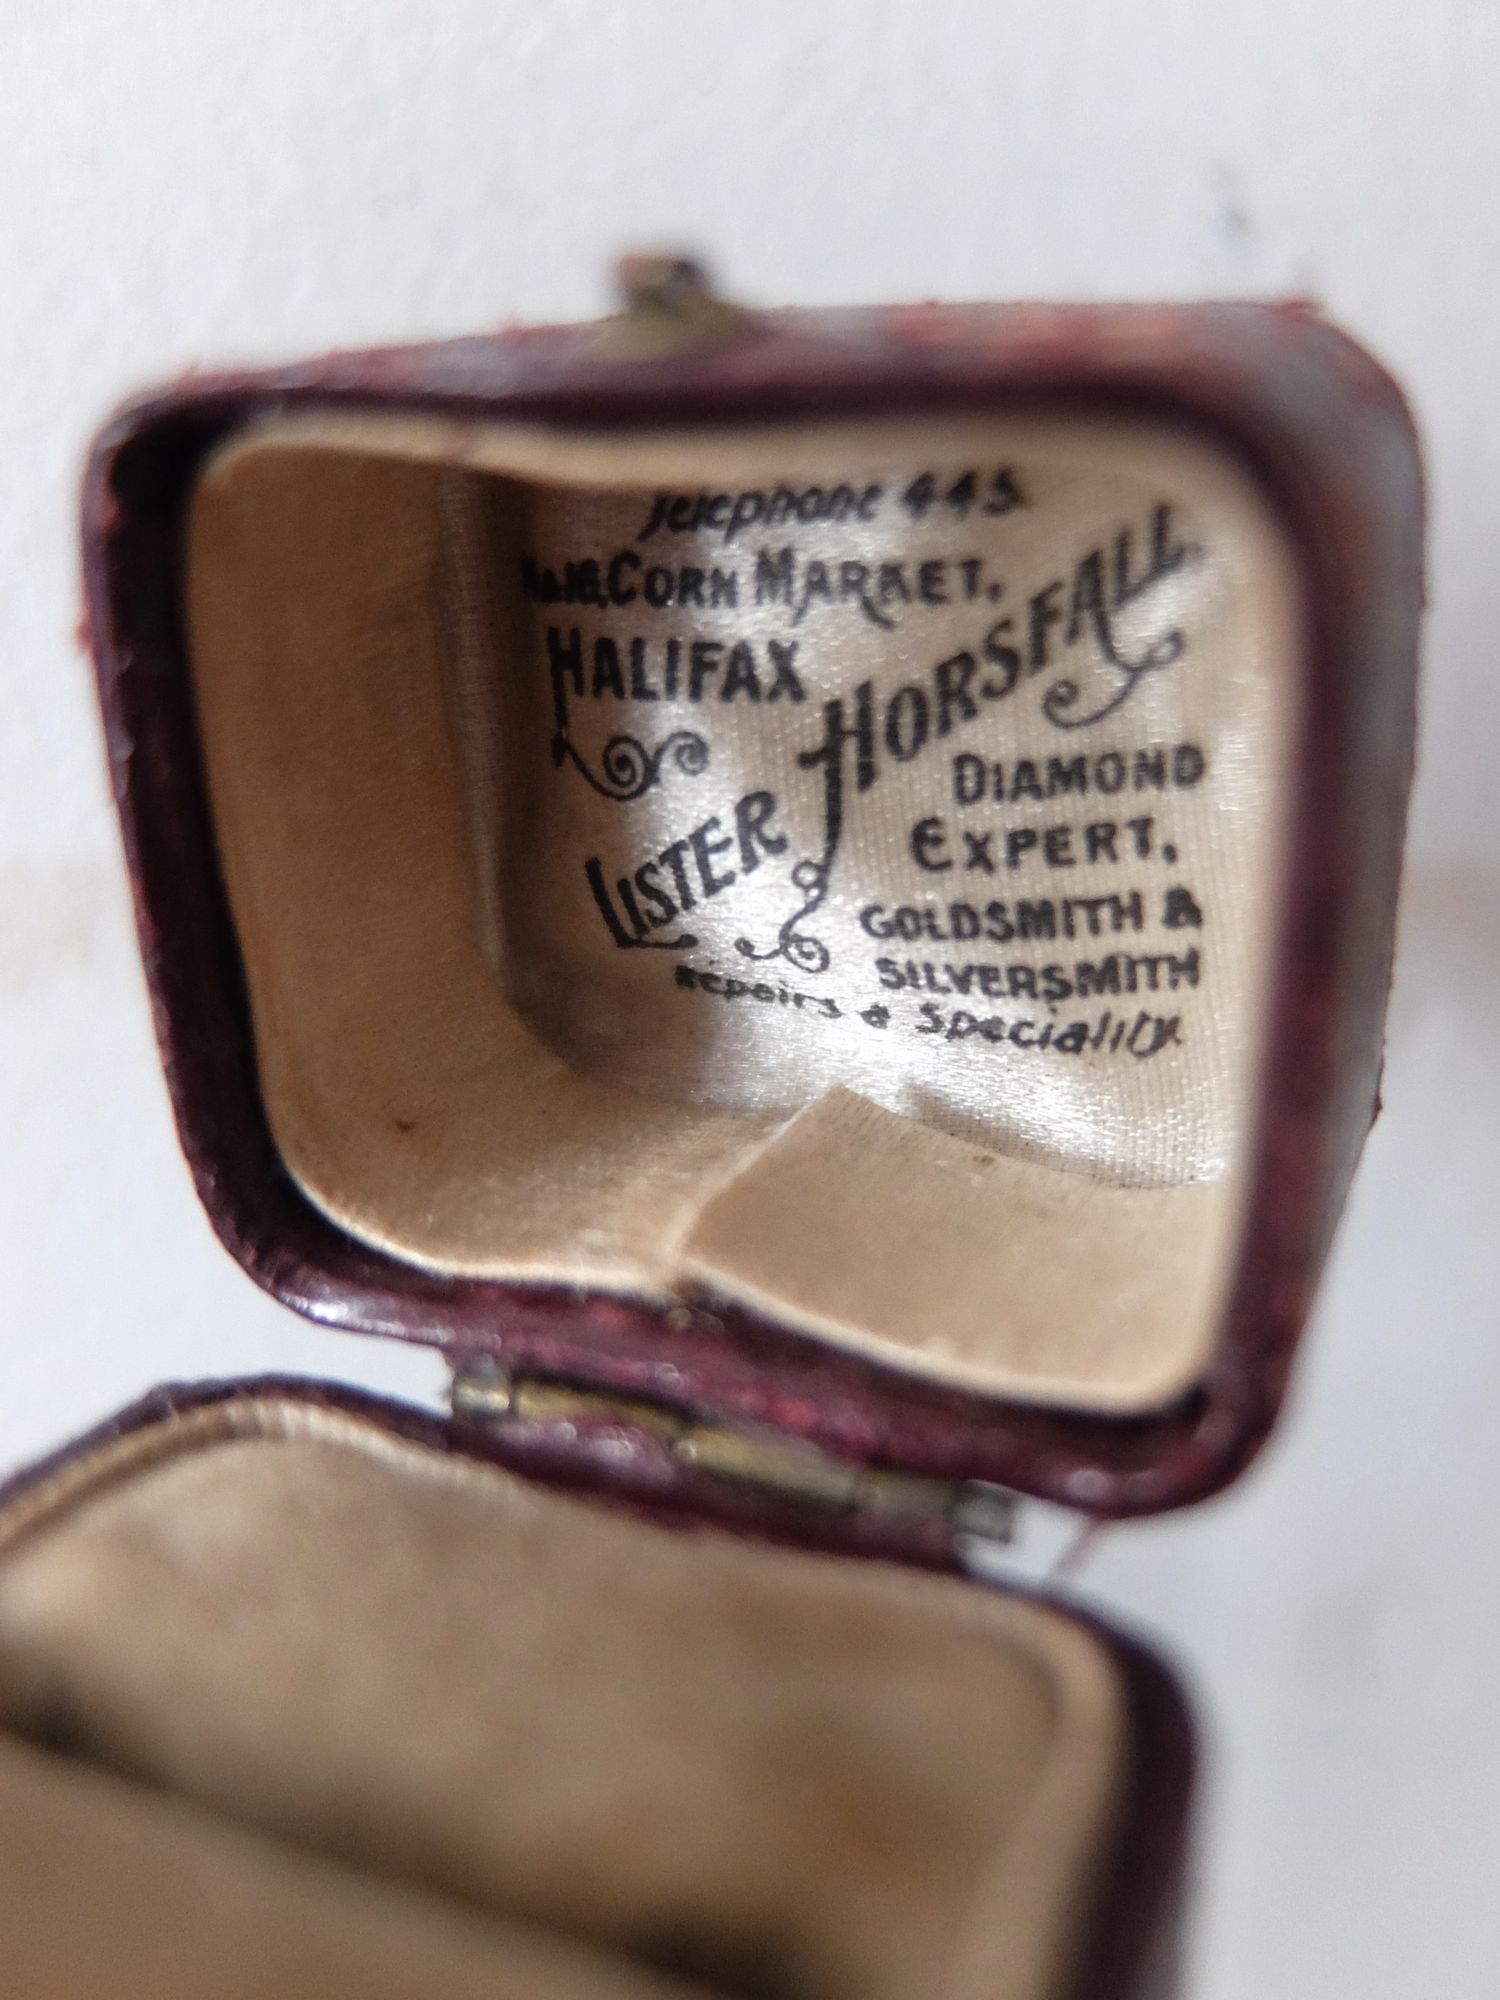 Telephone 445.
CORN MARKET.
HALIFAX
LISTER HORSFALL
DIAMOND
EXPERT.
GOLDSMITH &
SILVERSMITH
Repairs a Speciality.